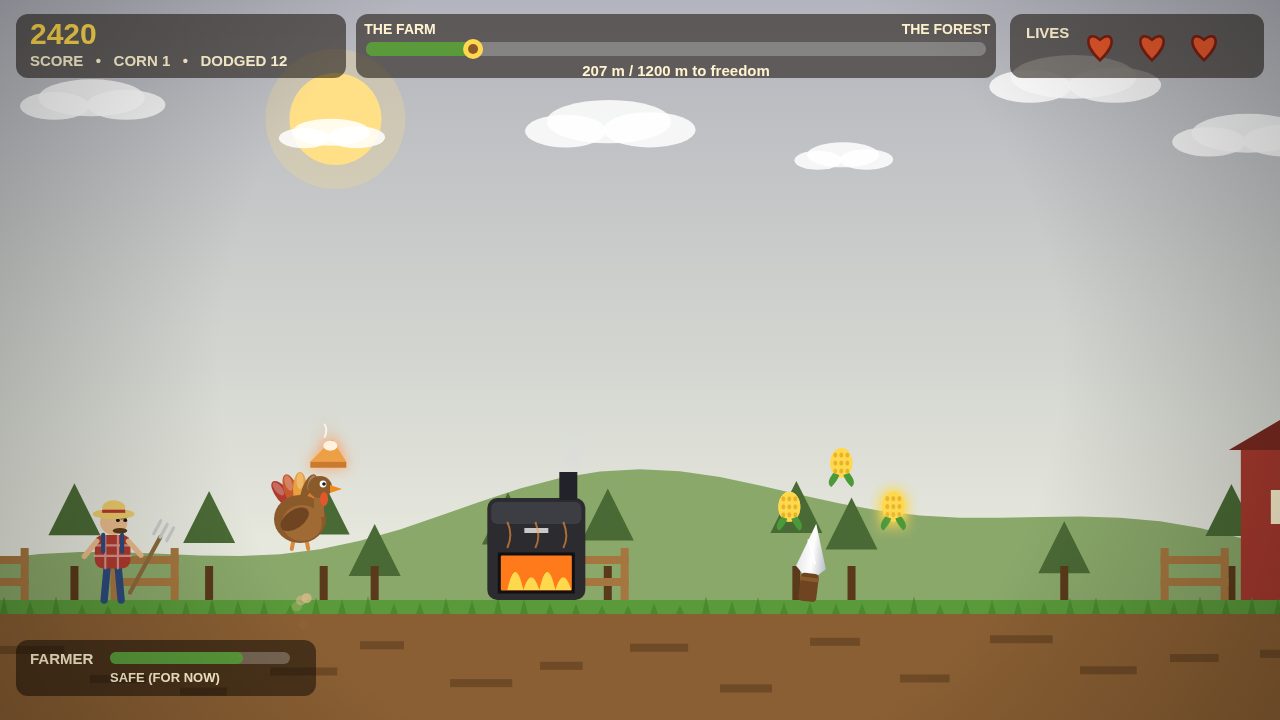 2420
SCORE • CORN 1 • DODGED 12
THE FARM
THE FOREST
207 m / 1200 m to freedom
LIVES
FARMER
SAFE (FOR NOW)